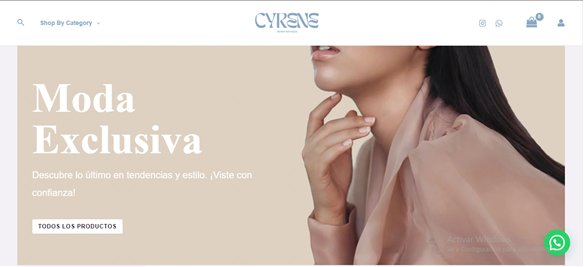 Shop By Category
CYRENE
0
Moda
Exclusiva
Descubre lo último en tendencias y estilo. ¡Viste con
confianza!
TODOS LOS PRODUCTOS